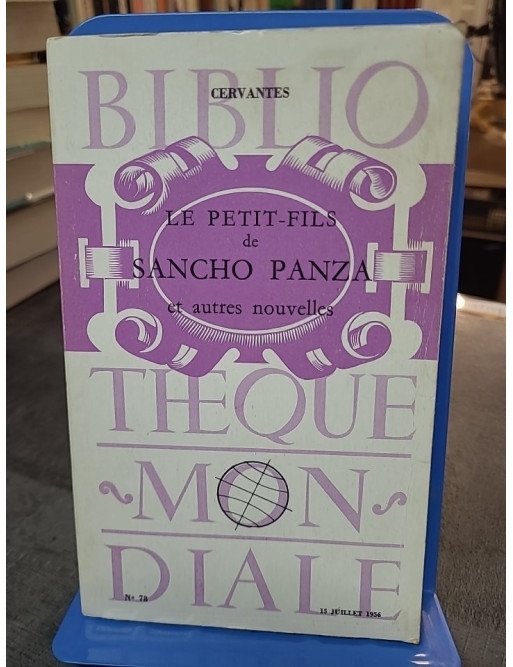 BIBLIO
CERVANTES
LE PETIT-FILS
de
SANCHO PANZA
et autres nouvelles
THEQUE
MON
DIALE
N° 78
15 JUILLET 1956